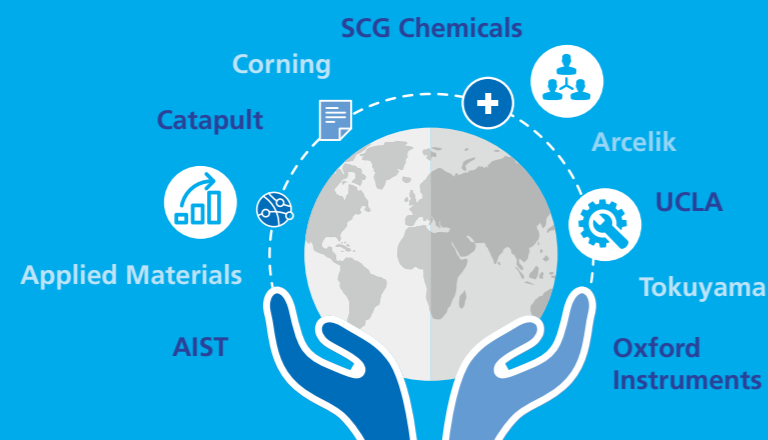 SCG Chemicals
Corning
Catapult
Arcelik
UCLA
Applied Materials
Tokuyama
AIST
Oxford
Instruments